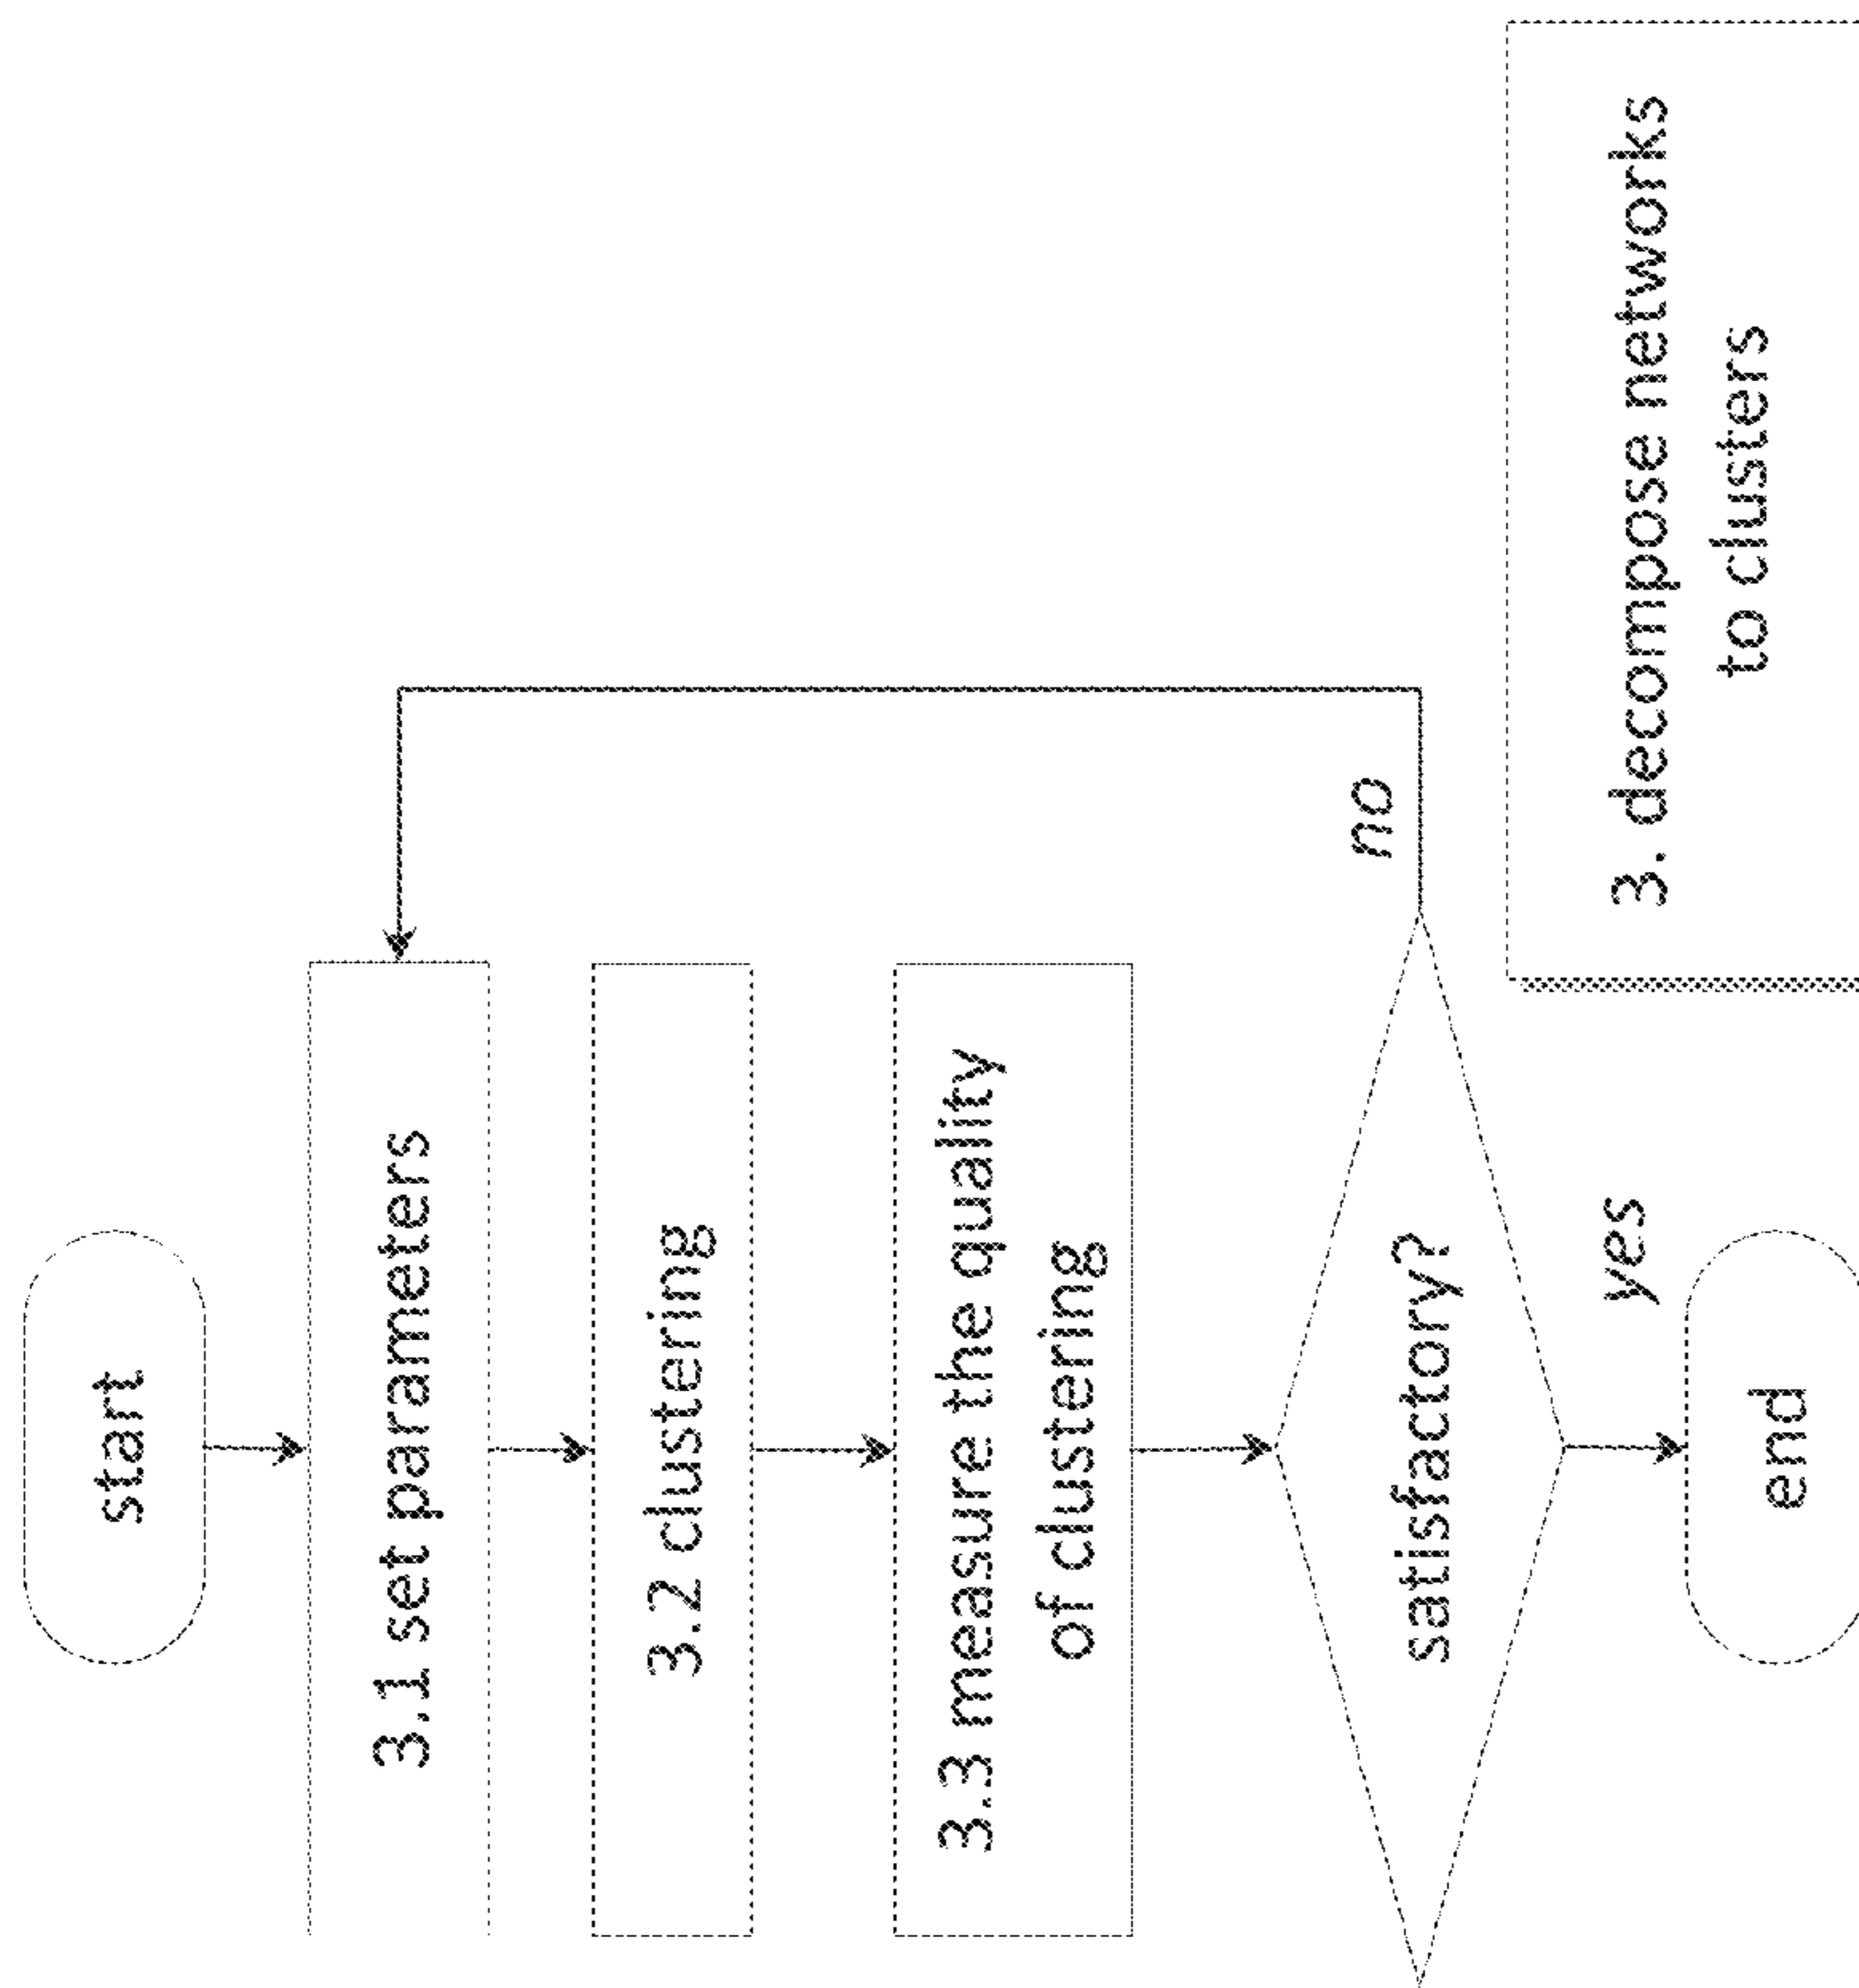 start
3.1 set parameters
3.2 clustering
3.3 measure the quality
of clustering
satisfactory?
no
yes
end
3. decompose networks
to clusters